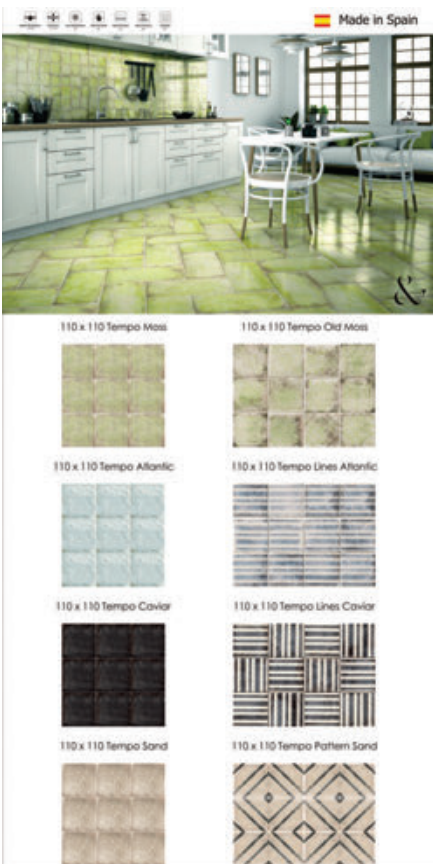 Made in Spain
&
110 x 110 Tempo Moss
110 x 110 Tempo Old Moss
110 x 110 Tempo Atlantic
110 x 110 Tempo Lines Atlantic
110 x 110 Tempo Caviar
110 x 110 Tempo Lines Caviar
110 x 110 Tempo Sand
110 x 110 Tempo Pattern Sand